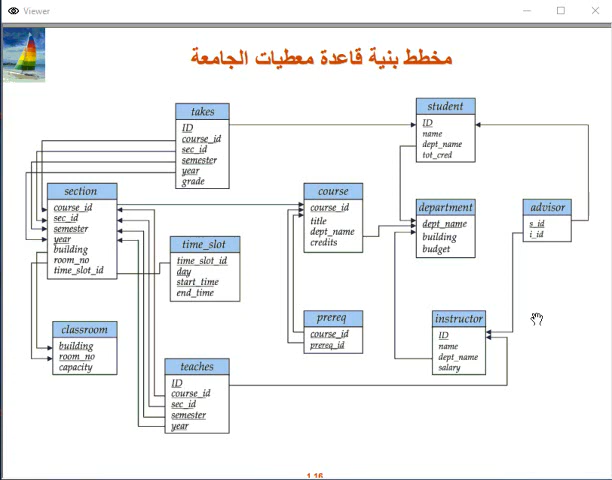 Viewer
مخطط بنية قاعدة معطيات الجامعة
takes
ID
course_id
sec_id
semester
year
grade
student
ID
name
dept_name
tot_cred
section
course_id
sec_id
semester
year
building
room_no
time_slot_id
course
course_id
title
dept_name
credits
department
dept_name
building
budget
advisor
s_id
i_id
time_slot
time_slot_id
day
start_time
end_time
classroom
building
room_no
capacity
prereq
course_id
prereq_id
instructor
ID
name
dept_name
salary
teaches
ID
course_id
sec_id
semester
year
1.16